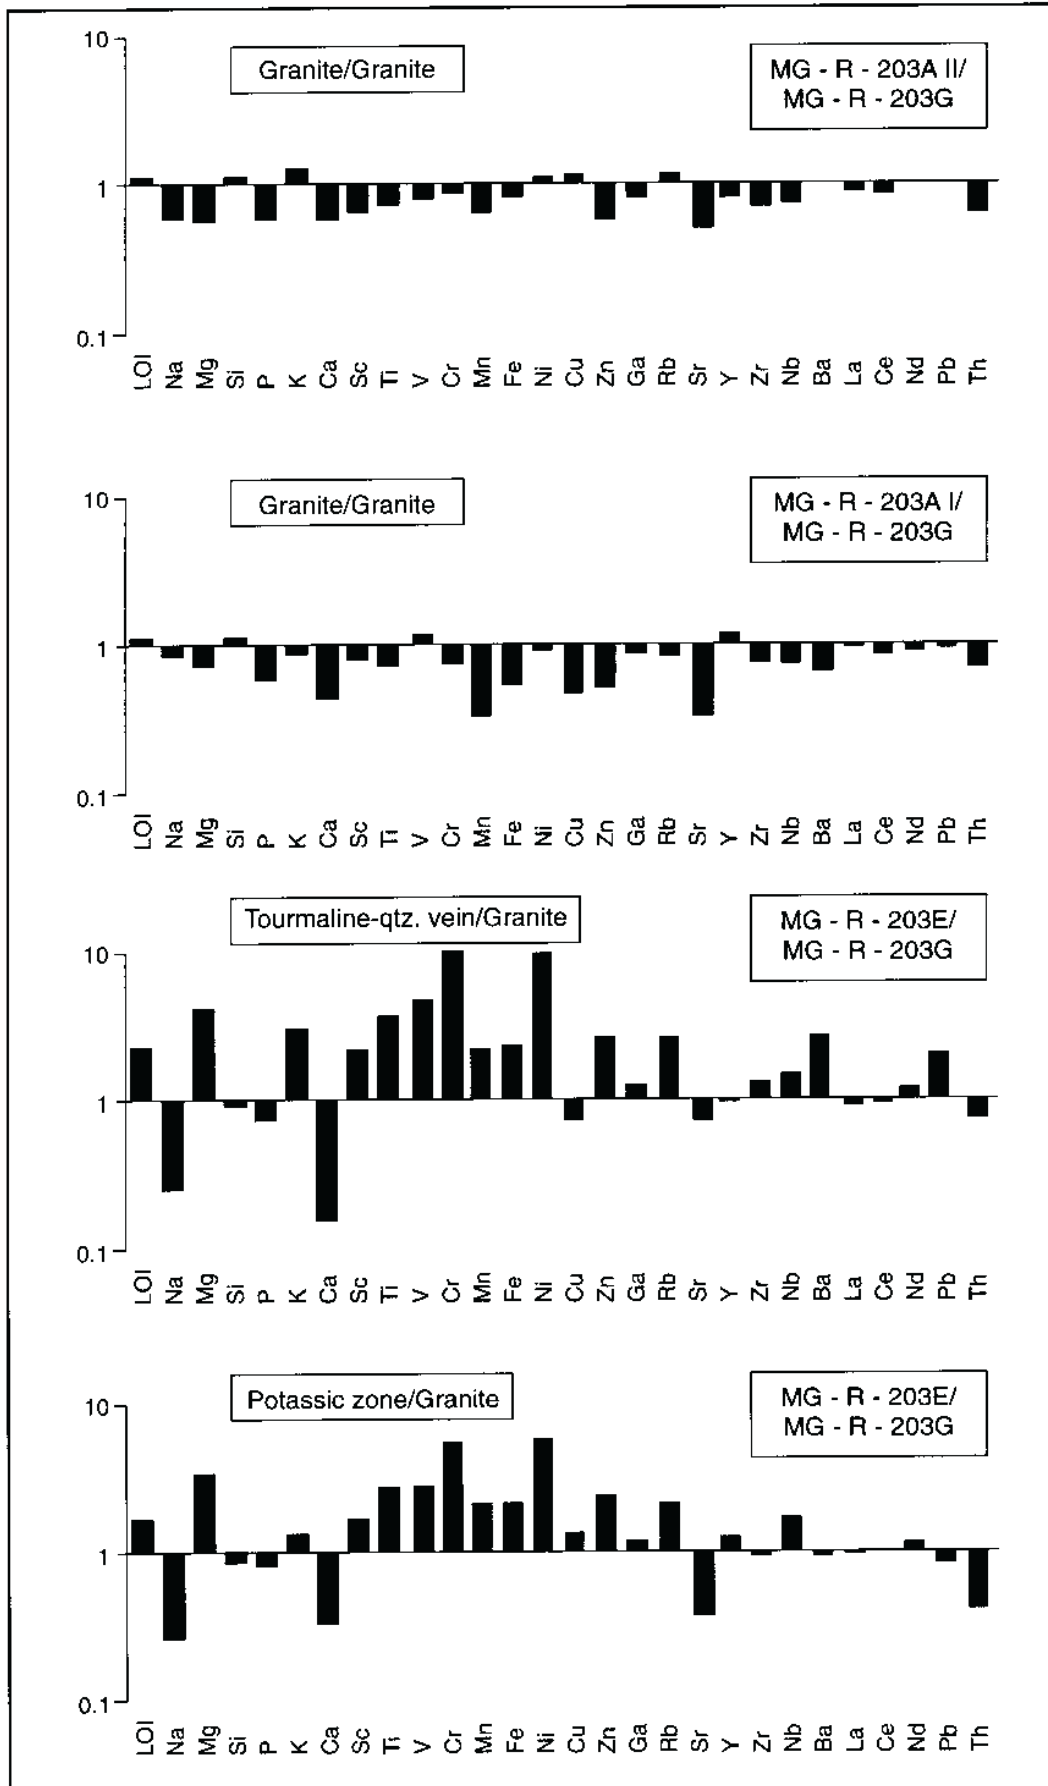 10
Granite/Granite
MG - R - 203A II/
MG - R - 203G
1
0.1
LOI Na Mg Si P K Ca Sc Ti V Cr Mn Fe Ni Cu Zn Ga Rb Sr Y Zr Nb Ba La Ce Nd Pb Th
10
Granite/Granite
MG - R - 203A I/
MG - R - 203G
1
0.1
LOI Na Mg Si P K Ca Sc Ti V Cr Mn Fe Ni Cu Zn Ga Rb Sr Y Zr Nb Ba La Ce Nd Pb Th
Tourmaline-qtz. vein/Granite
MG - R - 203E/
MG - R - 203G
10
1
0.1
LOI Na Mg Si P K Ca Sc Ti V Cr Mn Fe Ni Cu Zn Ga Rb Sr Y Zr Nb Ba La Ce Nd Pb Th
Potassic zone/Granite
MG - R - 203E/
MG - R - 203G
10
1
0.1
LOI Na Mg Si P K Ca Sc Ti V Cr Mn Fe Ni Cu Zn Ga Rb Sr Y Zr Nb Ba La Ce Nd Pb Th